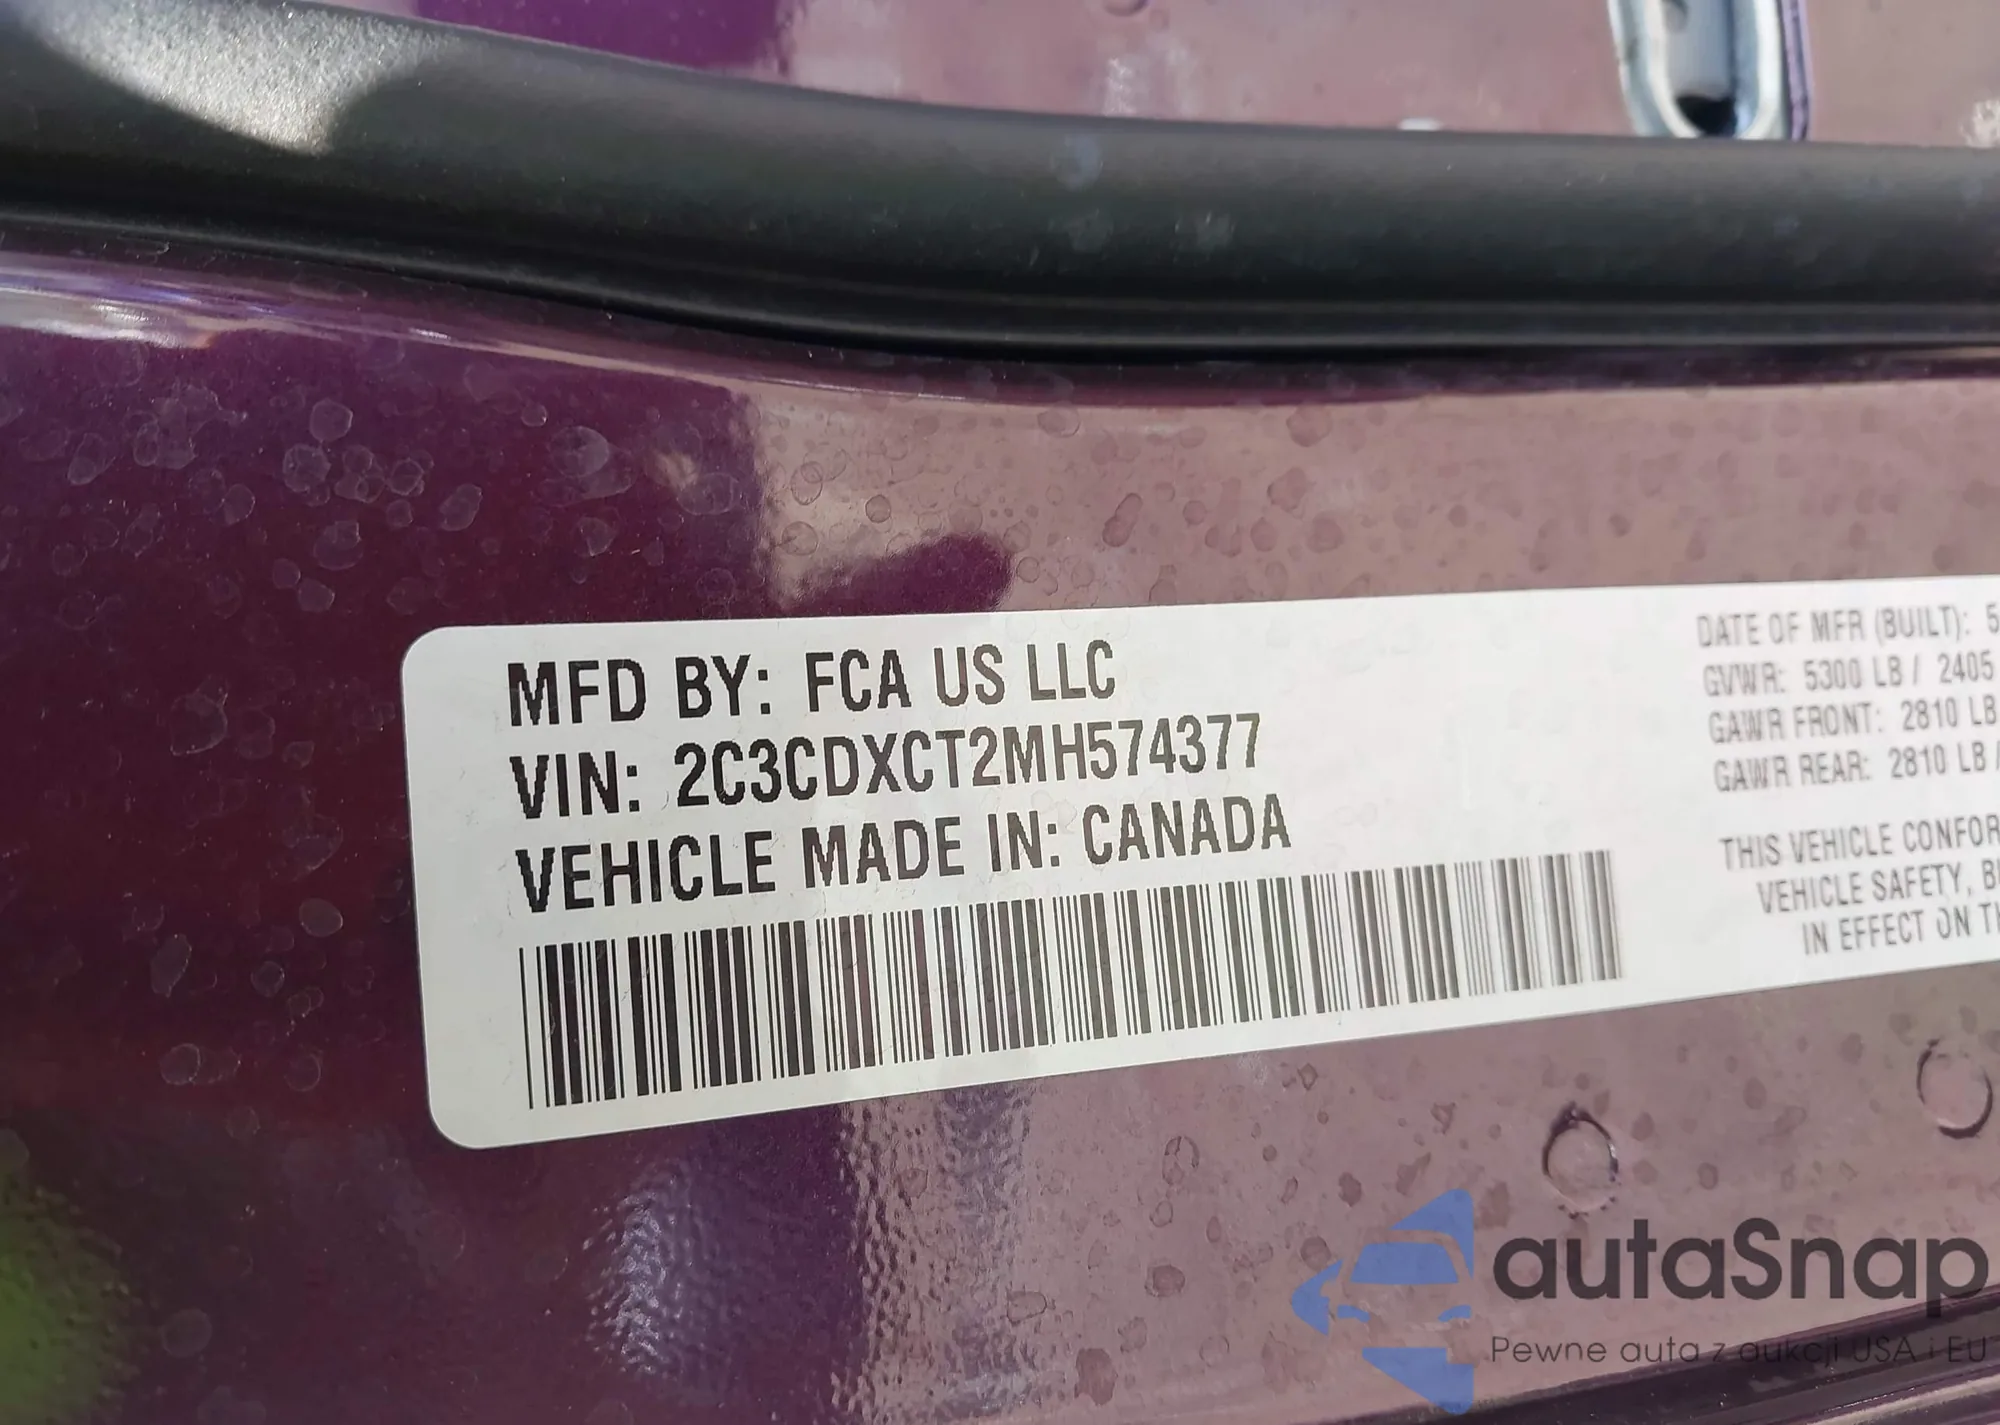 MFD BY: FCA US LLC
VIN: 2C3CDXCT2MH574377
VEHICLE MADE IN: CANADA
DATE OF MFR (BUILT): 5
GVWR: 5300 LB / 2405
GAWR FRONT: 2810 LB
GAWR REAR: 2810 LB /
THIS VEHICLE CONFOR
VEHICLE SAFETY,
IN EFFECT ON TH
autaSnap
Pewne auta z aukcji USA i EU